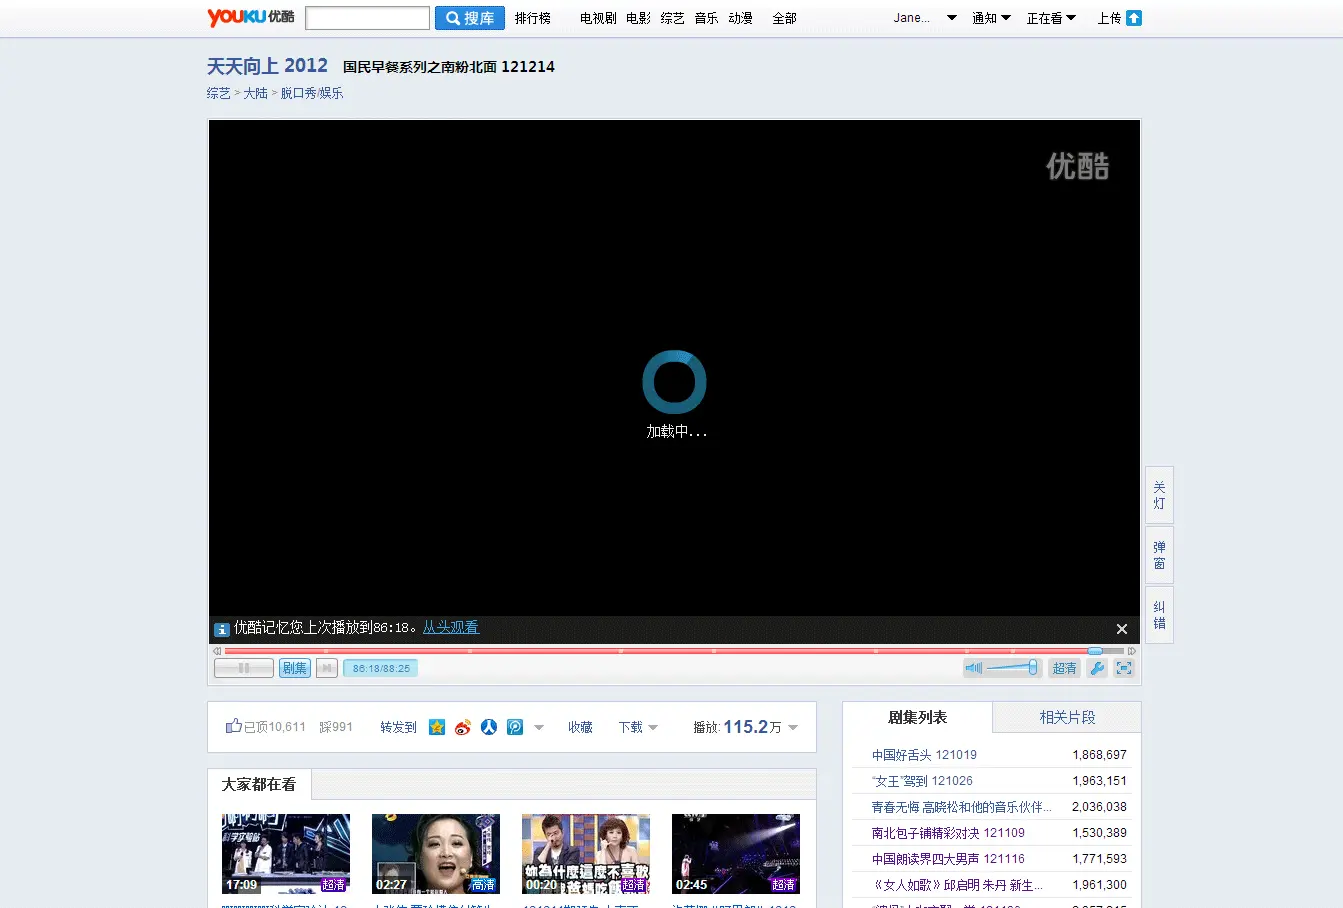 YOUKU 优酷 搜库 排行榜 电视剧 电影 综艺 音乐 动漫 全部 Jane... 通知 正在看 上传
天天向上 2012 国民早餐系列之南粉北面 121214
综艺 > 大陆 > 脱口秀/娱乐
优酷
加载中...
关灯
弹窗
纠错
优酷记忆您上次播放到86:18。从头观看
剧集 86:18/88:25 超清
已顶10,611 踩991 转发到 收藏 下载 播放: 115.2万
剧集列表 相关片段
中国好舌头 121019 1,868,697
“女王”驾到 121026 1,963,151
青春无悔 高晓松和他的音乐伙伴... 2,036,038
南北包子铺精彩对决 121109 1,530,389
中国朗读界四大男声 121116 1,771,593
《女人如歌》邱启明 朱丹 新生... 1,961,300
大家都在看
17:09 超清
02:27 高清
妳為什麼這麼不喜歡
00:20 超清
02:45 超清